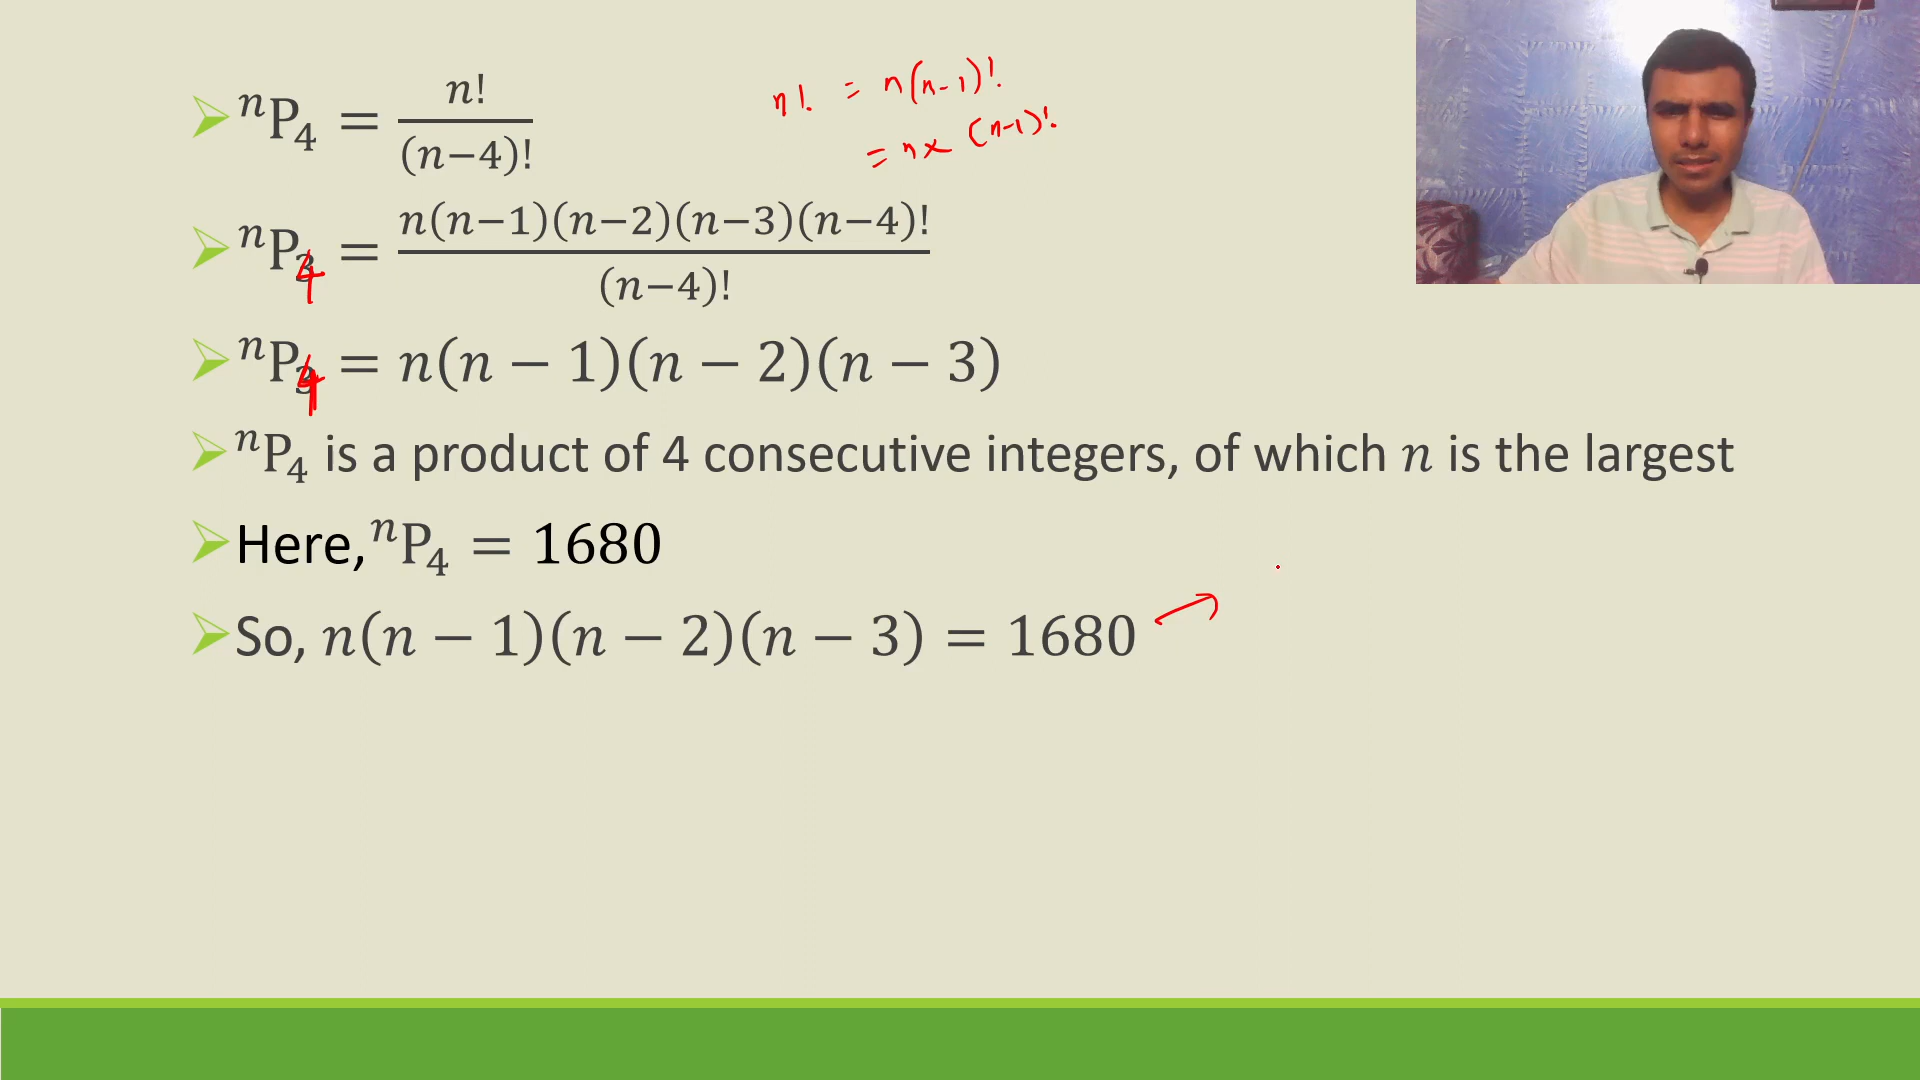 ⁿP₄ = n!/(n−4)!
n! = n(n-1)!
= n × (n-1)!
ⁿP4 = n(n−1)(n−2)(n−3)(n−4)!/(n−4)!
ⁿP4 = n(n − 1)(n − 2)(n − 3)
ⁿP₄ is a product of 4 consecutive integers, of which n is the largest
Here, ⁿP₄ = 1680
So, n(n − 1)(n − 2)(n − 3) = 1680